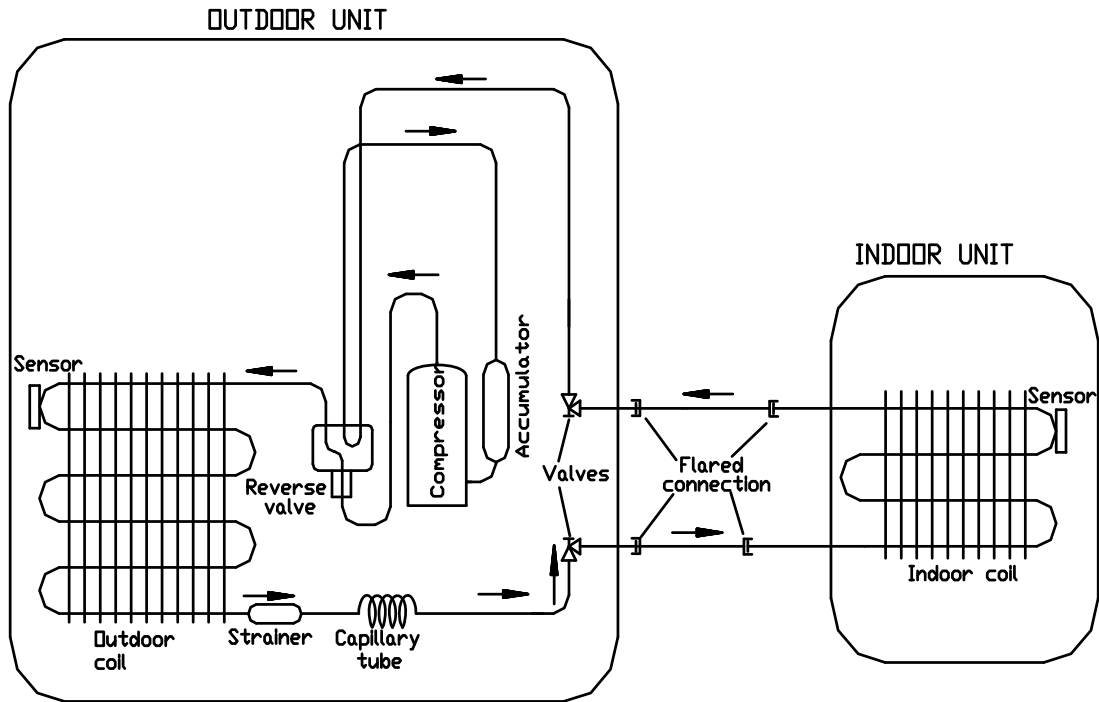 OUTDOOR UNIT
INDOOR UNIT
Sensor
Compressor
Accumulator
Sensor
Reverse
valve
Valves
Flared
connection
Indoor coil
Outdoor
coil
Strainer
Capillary
tube